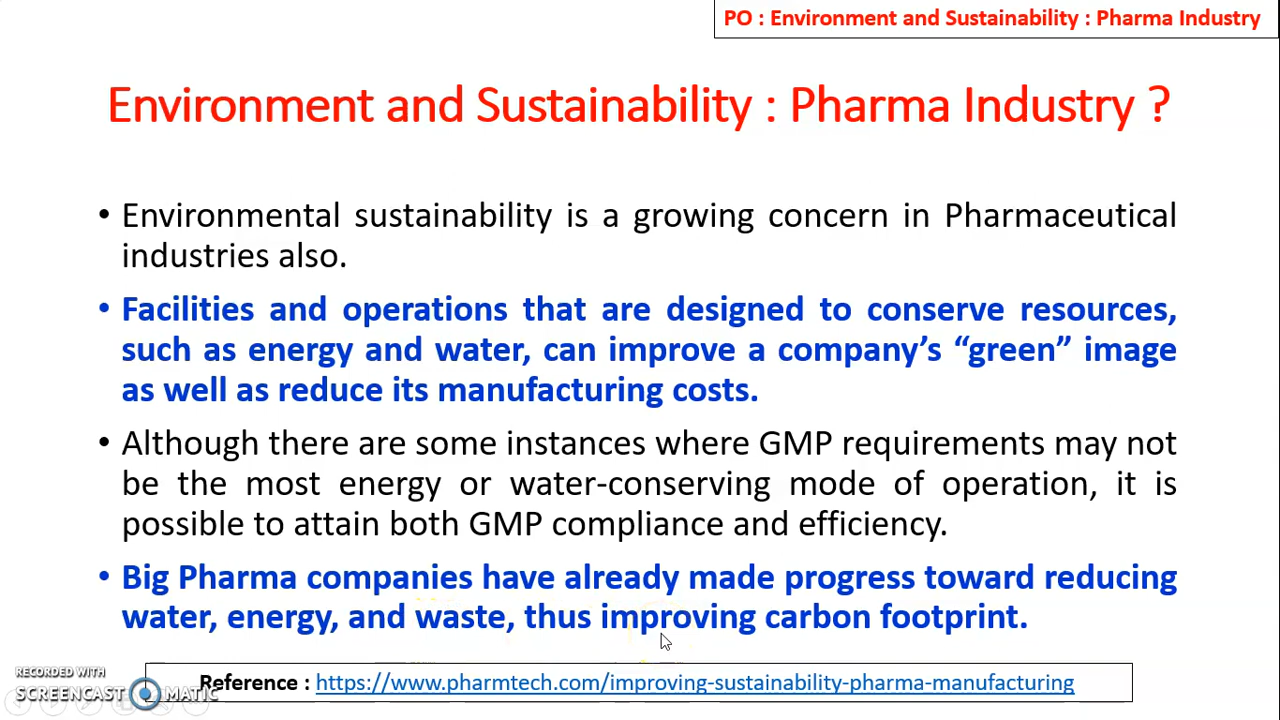 PO : Environment and Sustainability : Pharma Industry
Environment and Sustainability : Pharma Industry ?
• Environmental sustainability is a growing concern in Pharmaceutical
industries also.
• Facilities and operations that are designed to conserve resources,
such as energy and water, can improve a company’s “green” image
as well as reduce its manufacturing costs.
• Although there are some instances where GMP requirements may not
be the most energy or water-conserving mode of operation, it is
possible to attain both GMP compliance and efficiency.
• Big Pharma companies have already made progress toward reducing
water, energy, and waste, thus improving carbon footprint.
Reference : https://www.pharmtech.com/improving-sustainability-pharma-manufacturing
RECORDED WITH
SCREENCAST MATIC